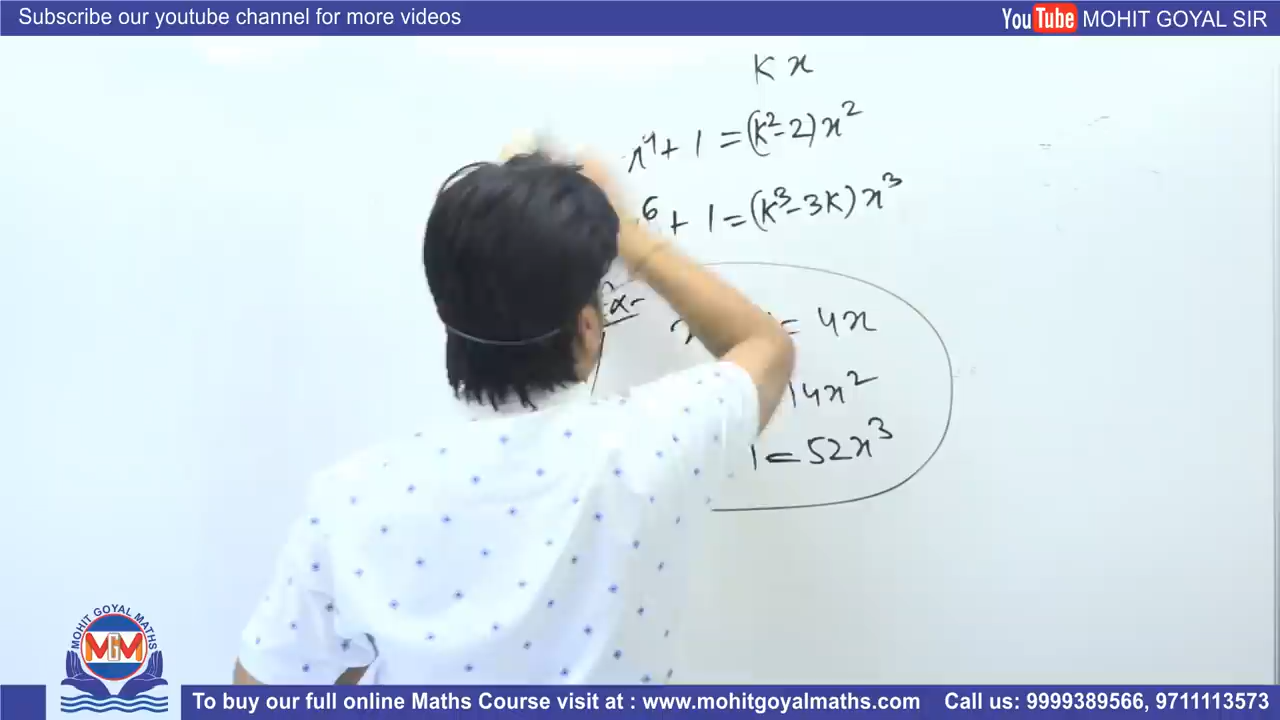 Subscribe our youtube channel for more videos
YouTube MOHIT GOYAL SIR
K x
x⁴ + 1 = (K² - 2) x²
6 + 1 = (K³ - 3K) x³
= 4x
14x²
1 = 52x³
MOHIT GOYAL MATHS
MGM
To buy our full online Maths Course visit at : www.mohitgoyalmaths.com Call us: 9999389566, 9711113573